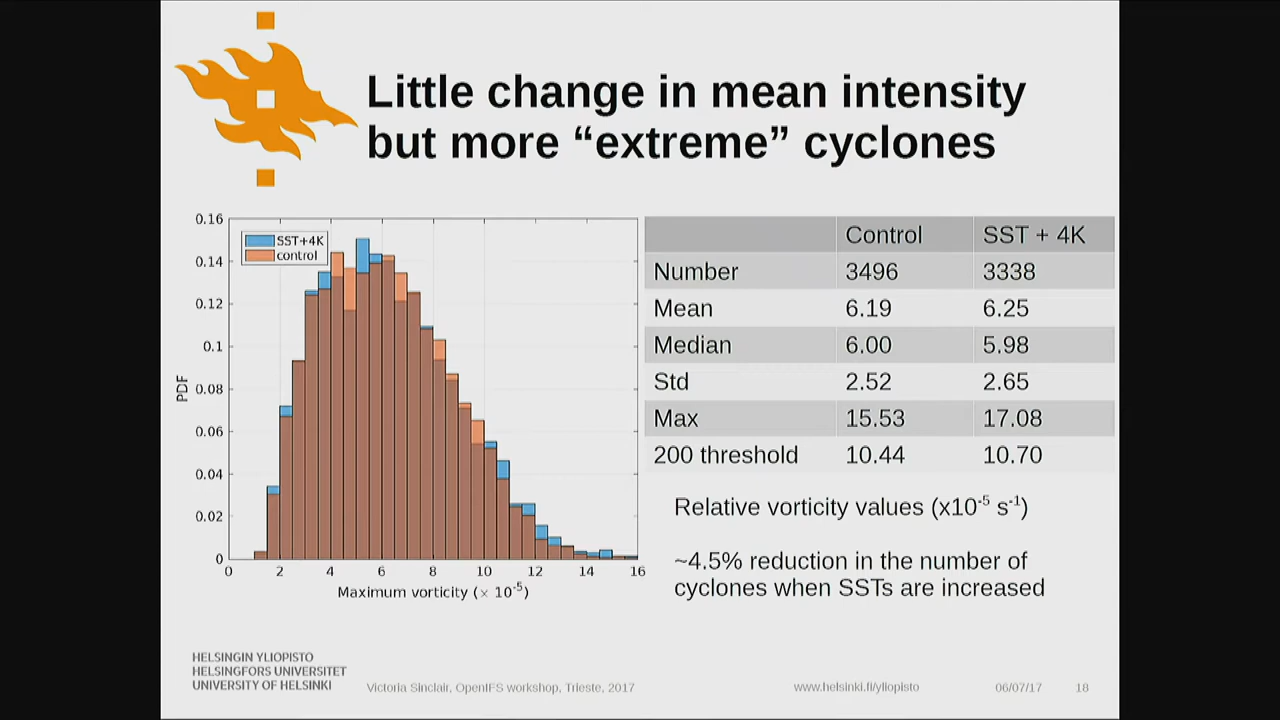 Little change in mean intensity
but more “extreme” cyclones
0.16
0.14
0.12
0.1
0.08
0.06
0.04
0.02
0
PDF
SST+4K
control
0 2 4 6 8 10 12 14 16
Maximum vorticity (× 10⁻⁵)
Control SST + 4K
Number 3496 3338
Mean 6.19 6.25
Median 6.00 5.98
Std 2.52 2.65
Max 15.53 17.08
200 threshold 10.44 10.70
Relative vorticity values (x10⁻⁵ s⁻¹)
~4.5% reduction in the number of
cyclones when SSTs are increased
HELSINGIN YLIOPISTO
HELSINGFORS UNIVERSITET
UNIVERSITY OF HELSINKI
Victoria Sinclair, OpenIFS workshop, Trieste, 2017
www.helsinki.fi/yliopisto
06/07/17
18